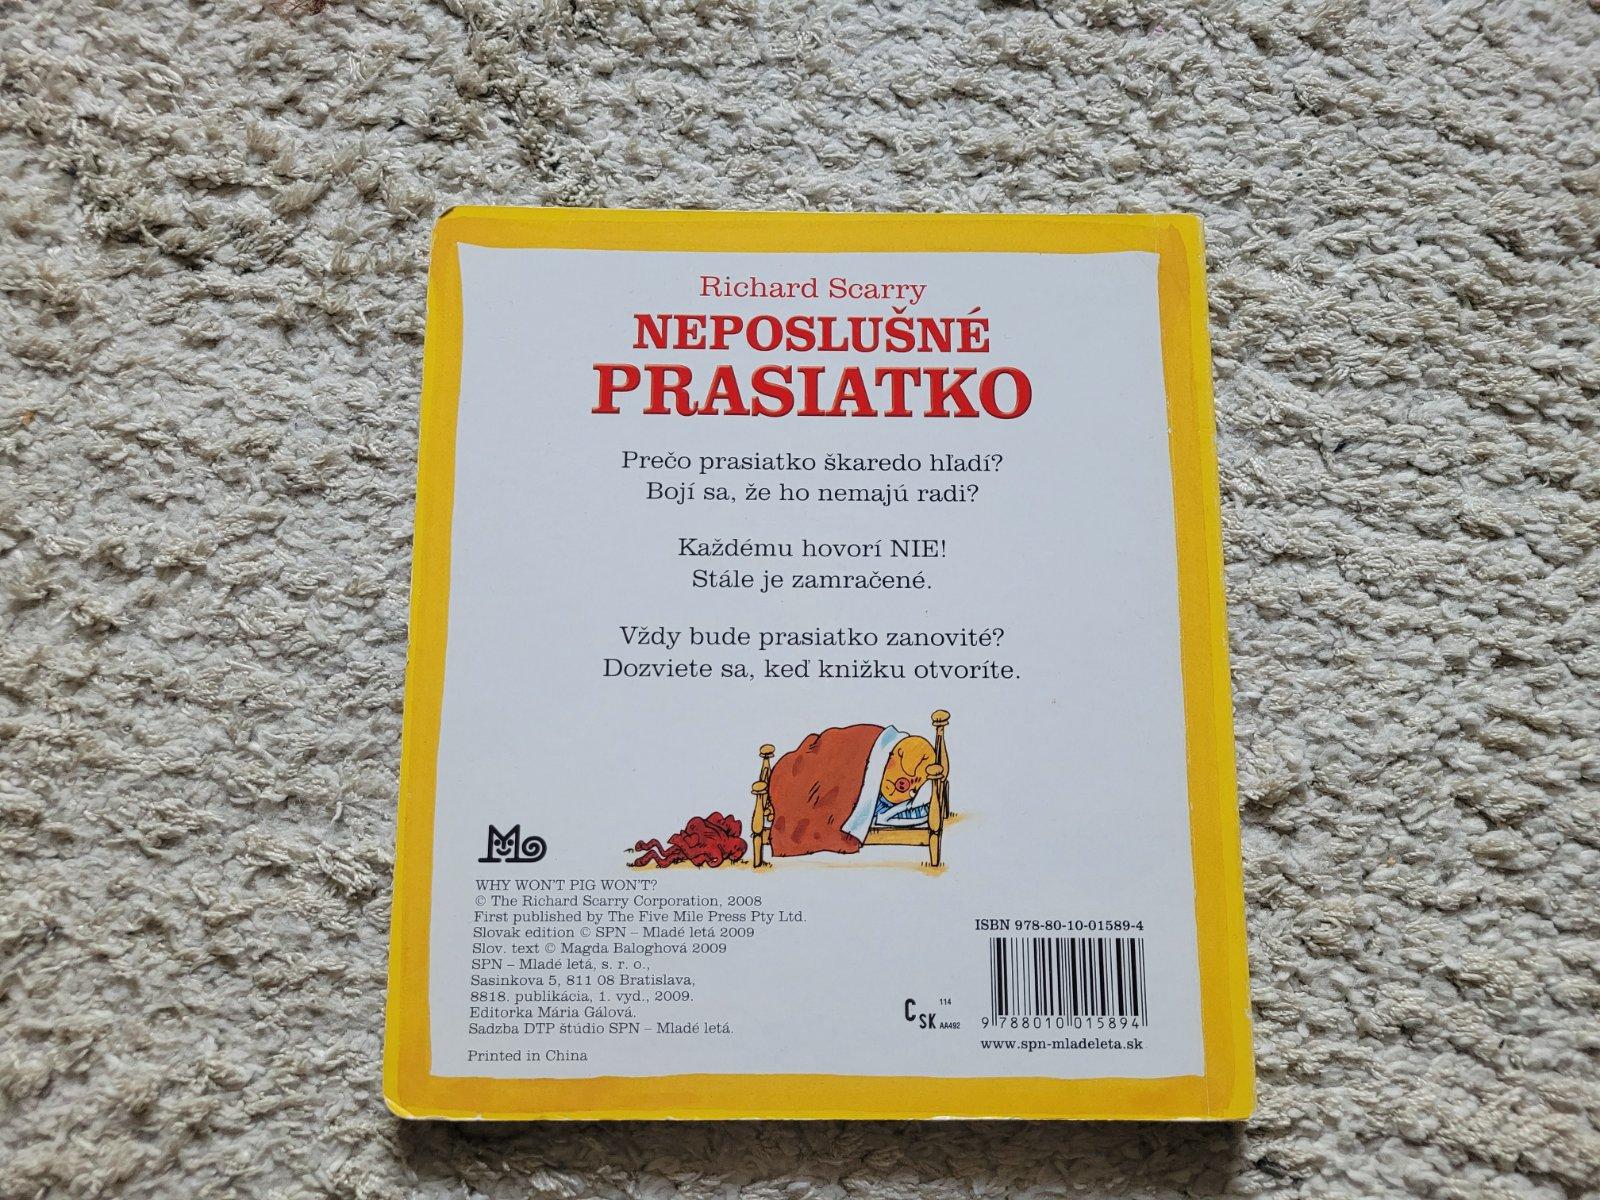 Richard Scarry
NEPOSLUŠNÉ
PRASIATKO
Prečo prasiatko škaredo hľadí?
Bojí sa, že ho nemajú radi?
Každému hovorí NIE!
Stále je zamračené.
Vždy bude prasiatko zanovité?
Dozviete sa, keď knižku otvoríte.
WHY WON'T PIG WON'T?
© The Richard Scarry Corporation, 2008
First published by The Five Mile Press Pty Ltd.
Slovak edition © SPN – Mladé letá 2009
Slov. text © Magda Baloghová 2009
SPN – Mladé letá, s. r. o.,
Sasinkova 5, 811 08 Bratislava,
8818. publikácia, 1. vyd., 2009.
Editorka Mária Gálová.
Sadzba DTP štúdio SPN – Mladé letá.
Printed in China
CSK 114
AA492
ISBN 978-80-10-01589-4
9 788010 015894
www.spn-mladeleta.sk